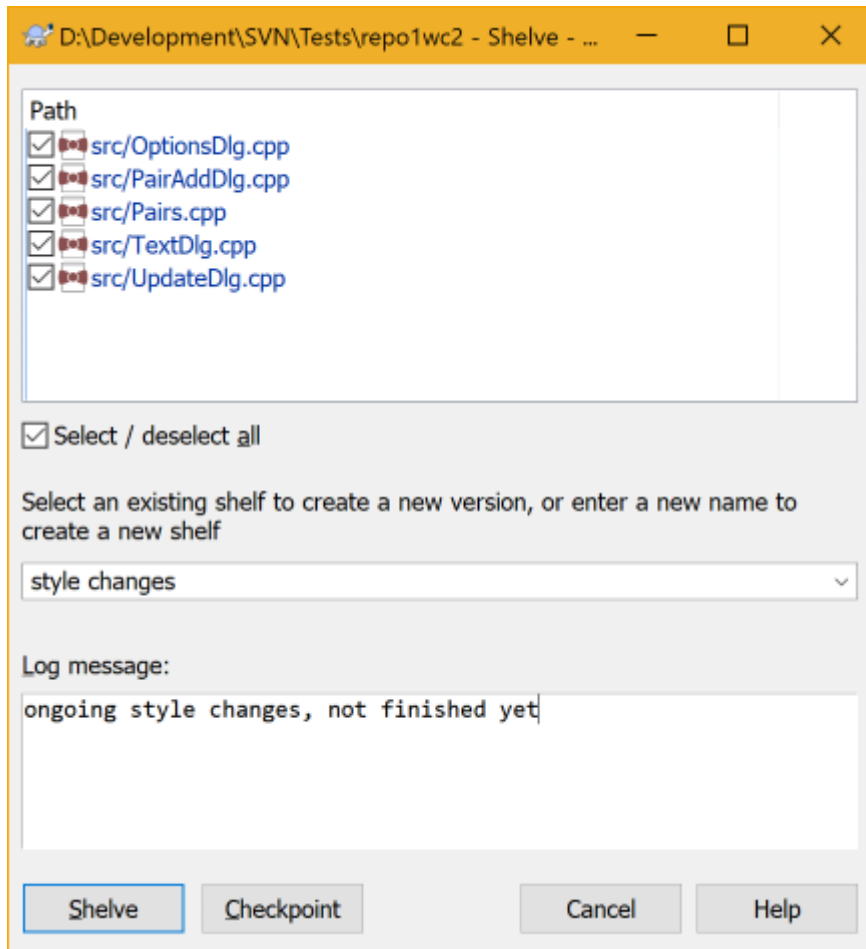 D:\Development\SVN\Tests\repo1wc2 - Shelve - ...
Path
src/OptionsDlg.cpp
src/PairAddDlg.cpp
src/Pairs.cpp
src/TextDlg.cpp
src/UpdateDlg.cpp
Select / deselect all
Select an existing shelf to create a new version, or enter a new name to
create a new shelf
style changes
Log message:
ongoing style changes, not finished yet
Shelve Checkpoint Cancel Help